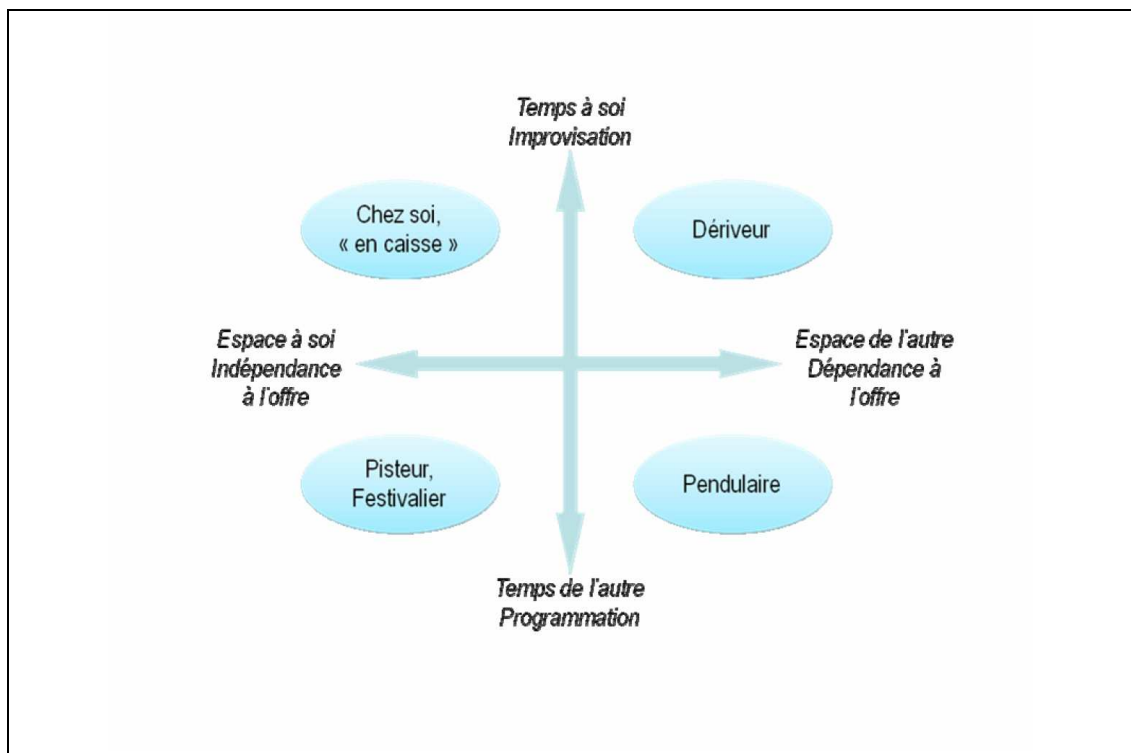 Temps à soi
Improvisation
Chez soi,
« en caisse »
Dériveur
Espace à soi
Indépendance
à l'offre
Espace de l'autre
Dépendance à
l'offre
Pisteur,
Festivalier
Pendulaire
Temps de l'autre
Programmation